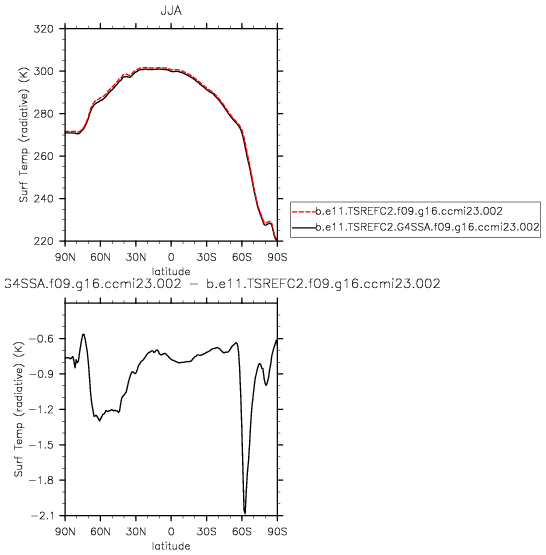 JJA
320
300
280
260
240
220
Surf Temp (radiative) (K)
90N 60N 30N 0 30S 60S 90S
latitude
b.e11.TSREFC2.f09.g16.ccmi23.002
b.e11.TSREFC2.G4SSA.f09.g16.ccmi23.002
G4SSA.f09.g16.ccmi23.002 − b.e11.TSREFC2.f09.g16.ccmi23.002
−0.6
−0.9
−1.2
−1.5
−1.8
−2.1
Surf Temp (radiative) (K)
90N 60N 30N 0 30S 60S 90S
latitude